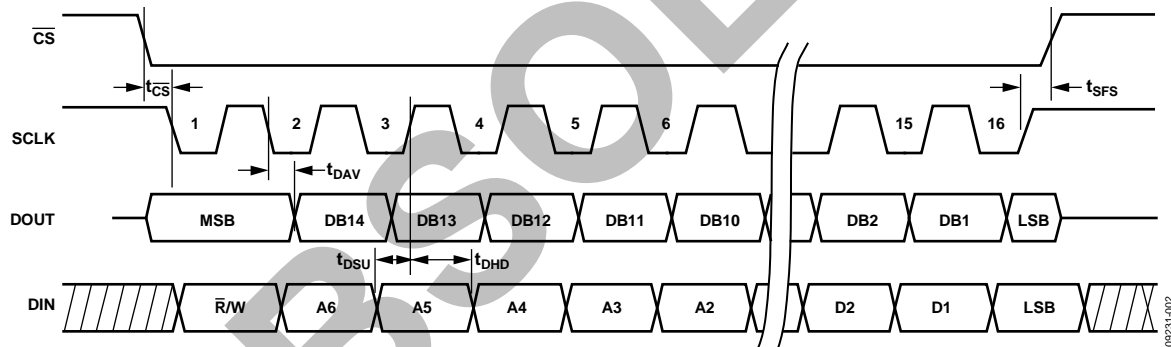 CS
tCS
tSFS
SCLK
1 2 3 4 5 6 15 16
tDAV
DOUT
MSB DB14 DB13 DB12 DB11 DB10 DB2 DB1 LSB
tDSU tDHD
DIN
R/W A6 A5 A4 A3 A2 D2 D1 LSB
09231-002
BSOL